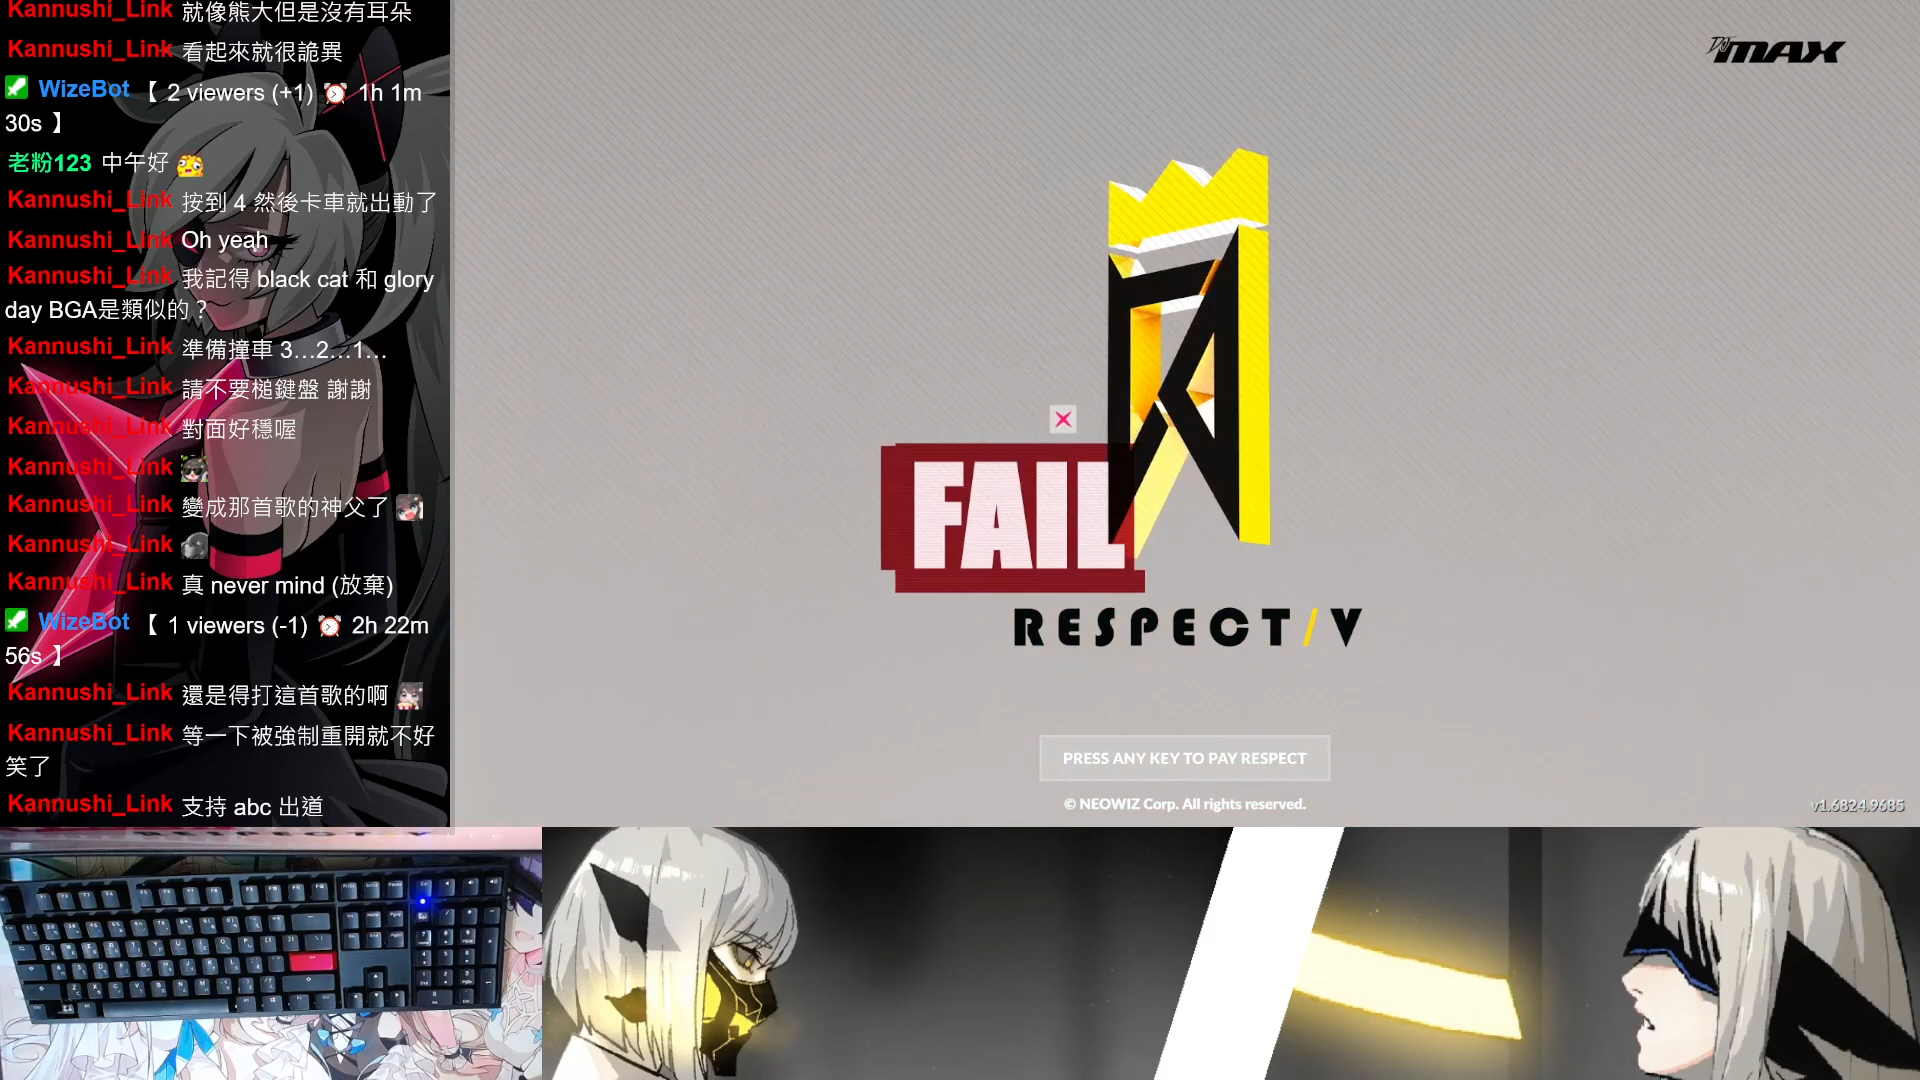 Kannushi_Link 就像熊大但是沒有耳朵
Kannushi_Link 看起來就很詭異
WizeBot 【 2 viewers (+1) ⏰ 1h 1m
30s 】
老粉123 中午好
Kannushi_Link 按到 4 然後卡車就出動了
Kannushi_Link Oh yeah
Kannushi_Link 我記得 black cat 和 glory
day BGA是類似的？
Kannushi_Link 準備撞車 3…2…1…
Kannushi_Link 請不要槌鍵盤 謝謝
Kannushi_Link 對面好穩喔
Kannushi_Link
Kannushi_Link 變成那首歌的神父了
Kannushi_Link
Kannushi_Link 真 never mind (放棄)
WizeBot 【 1 viewers (-1) ⏰ 2h 22m
56s 】
Kannushi_Link 還是得打這首歌的啊
Kannushi_Link 等一下被強制重開就不好
笑了
Kannushi_Link 支持 abc 出道
DJMAX
FAIL
RESPECT/V
PRESS ANY KEY TO PAY RESPECT
© NEOWIZ Corp. All rights reserved.
v1.6824.9685